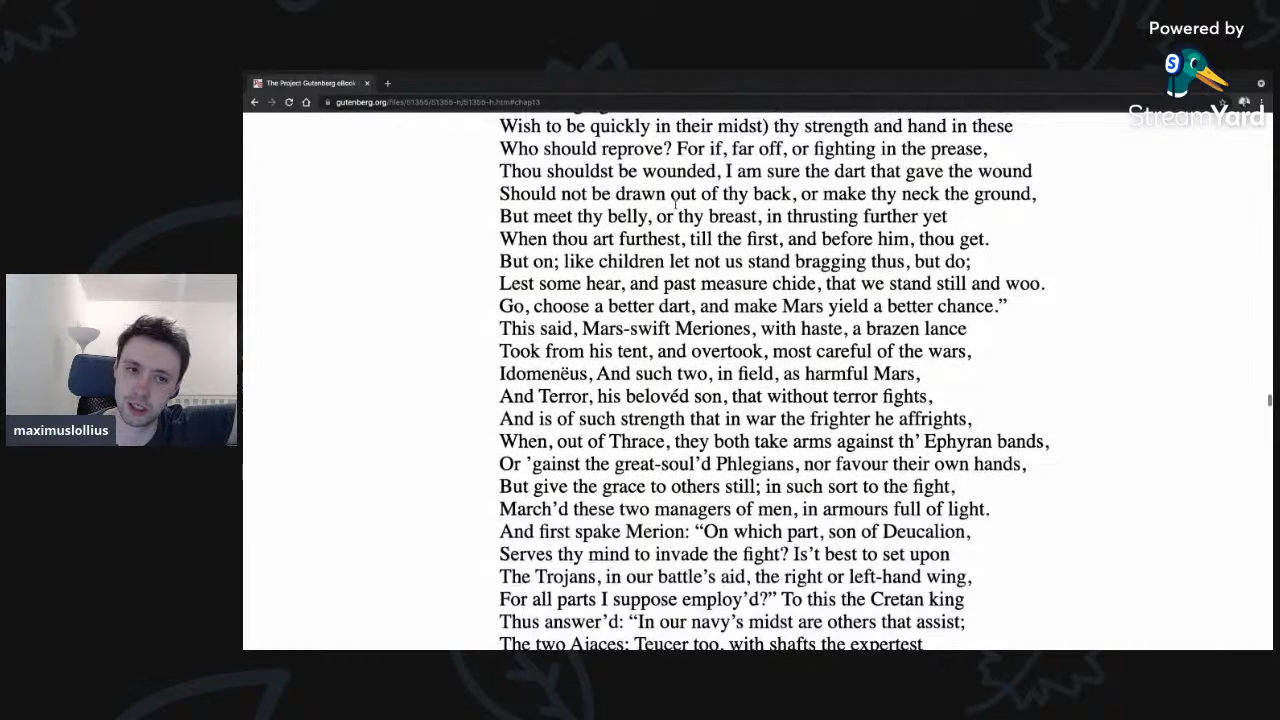 Powered by
StreamYard
The Project Gutenberg eBook
gutenberg.org/files/51355/51355-h/51355-h.htm#chap13
Wish to be quickly in their midst) thy strength and hand in these
Who should reprove? For if, far off, or fighting in the prease,
Thou shouldst be wounded, I am sure the dart that gave the wound
Should not be drawn out of thy back, or make thy neck the ground,
But meet thy belly, or thy breast, in thrusting further yet
When thou art furthest, till the first, and before him, thou get.
But on; like children let not us stand bragging thus, but do;
Lest some hear, and past measure chide, that we stand still and woo.
Go, choose a better dart, and make Mars yield a better chance.”
This said, Mars-swift Meriones, with haste, a brazen lance
Took from his tent, and overtook, most careful of the wars,
Idomenëus, And such two, in field, as harmful Mars,
And Terror, his belovéd son, that without terror fights,
And is of such strength that in war the frighter he affrights,
When, out of Thrace, they both take arms against th’ Ephyran bands,
Or ’gainst the great-soul’d Phlegians, nor favour their own hands,
But give the grace to others still; in such sort to the fight,
March’d these two managers of men, in armours full of light.
And first spake Merion: “On which part, son of Deucalion,
Serves thy mind to invade the fight? Is’t best to set upon
The Trojans, in our battle’s aid, the right or left-hand wing,
For all parts I suppose employ’d?” To this the Cretan king
Thus answer’d: “In our navy’s midst are others that assist;
The two Ajaces; Teucer too, with shafts the expertest
maximuslollius